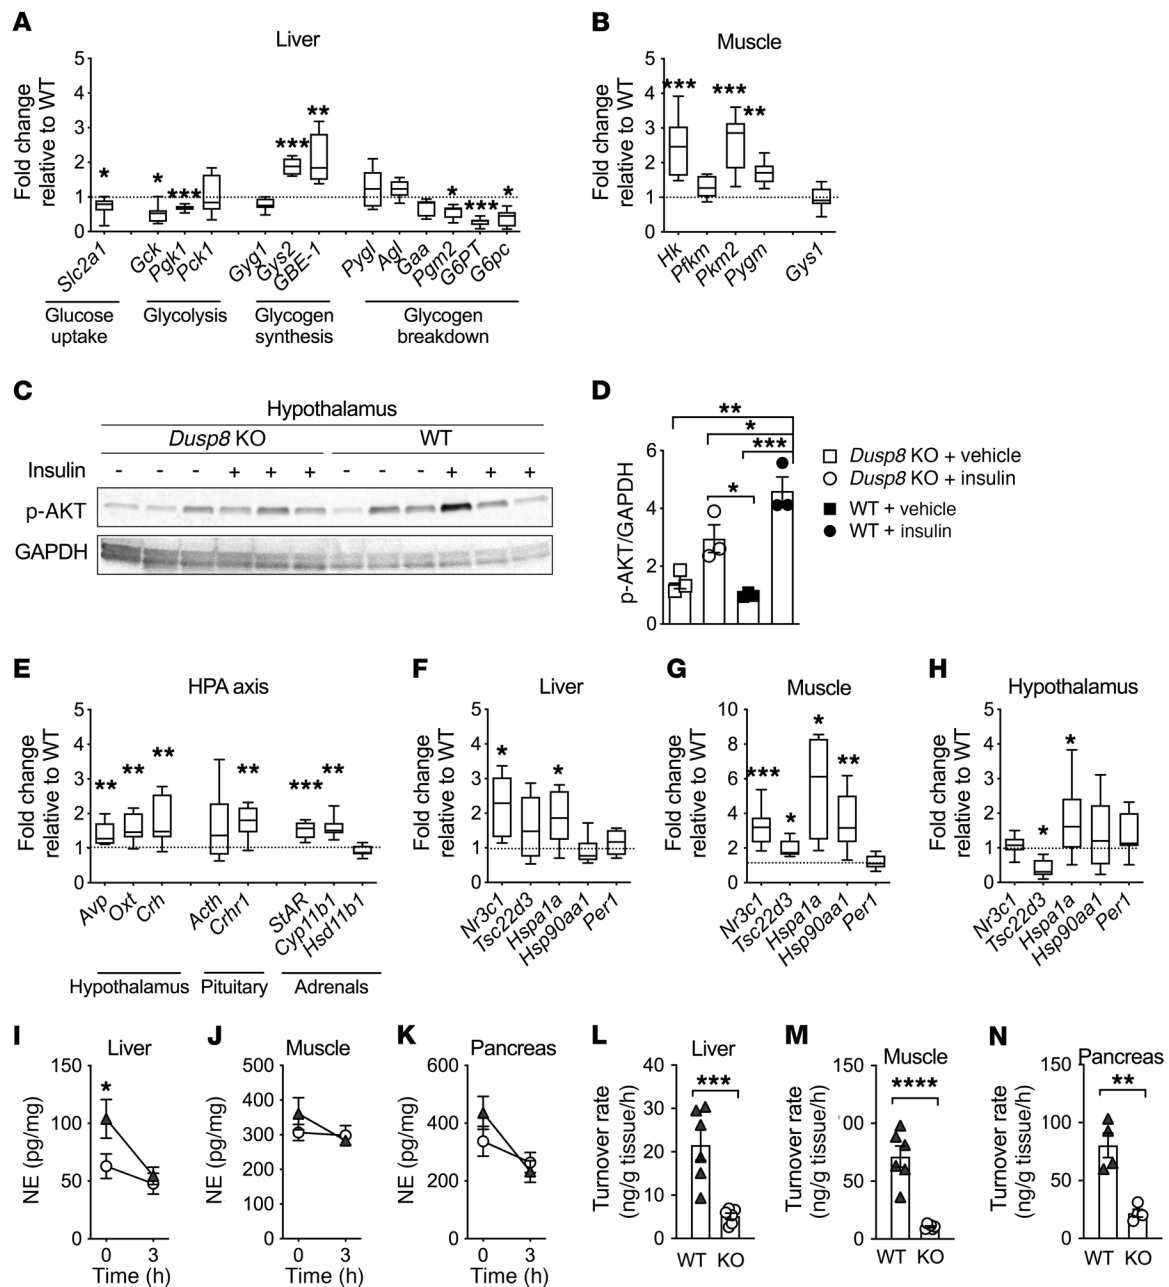 A
Liver
Fold change
relative to WT
5
4
3
2
1
0
*
*
***
***
**
*
***
*
Slc2a1
Gck
Pgk1
Pck1
Gyg1
Gys2
GBE-1
Pygl
Agl
Gaa
Pgm2
G6PT
G6pc
Glucose
uptake
Glycolysis
Glycogen
synthesis
Glycogen
breakdown
B
Muscle
Fold change
relative to WT
5
4
3
2
1
0
***
***
**
Hk
Pfkm
Pkm2
Pygm
Gys1
C
Hypothalamus
Dusp8 KO
WT
Insulin - - - + + + - - - + + +
p-AKT
GAPDH
D
p-AKT/GAPDH
6
4
2
0
**
*
***
*
Dusp8 KO + vehicle
Dusp8 KO + insulin
WT + vehicle
WT + insulin
E
HPA axis
Fold change
relative to WT
5
4
3
2
1
0
**
**
**
**
***
**
Avp
Oxt
Crh
Acth
Crhr1
StAR
Cyp11b1
Hsd11b1
Hypothalamus
Pituitary
Adrenals
F
Liver
Fold change
relative to WT
5
4
3
2
1
0
*
*
Nr3c1
Tsc22d3
Hspa1a
Hsp90aa1
Per1
G
Muscle
Fold change
relative to WT
10
8
6
4
2
0
***
*
*
**
Nr3c1
Tsc22d3
Hspa1a
Hsp90aa1
Per1
H
Hypothalamus
Fold change
relative to WT
5
4
3
2
1
0
*
*
Nr3c1
Tsc22d3
Hspa1a
Hsp90aa1
Per1
I
Liver
NE (pg/mg)
150
100
50
0
*
0 3
Time (h)
J
Muscle
NE (pg/mg)
500
400
300
200
100
0
0 3
Time (h)
K
Pancreas
NE (pg/mg)
600
400
200
0
0 3
Time (h)
L
Liver
Turnover rate
(ng/g tissue/h)
40
30
20
10
0
***
WT KO
M
Muscle
Turnover rate
(ng/g tissue/h)
150
100
50
0
****
WT KO
N
Pancreas
Turnover rate
(ng/g tissue/h)
150
100
50
0
**
WT KO